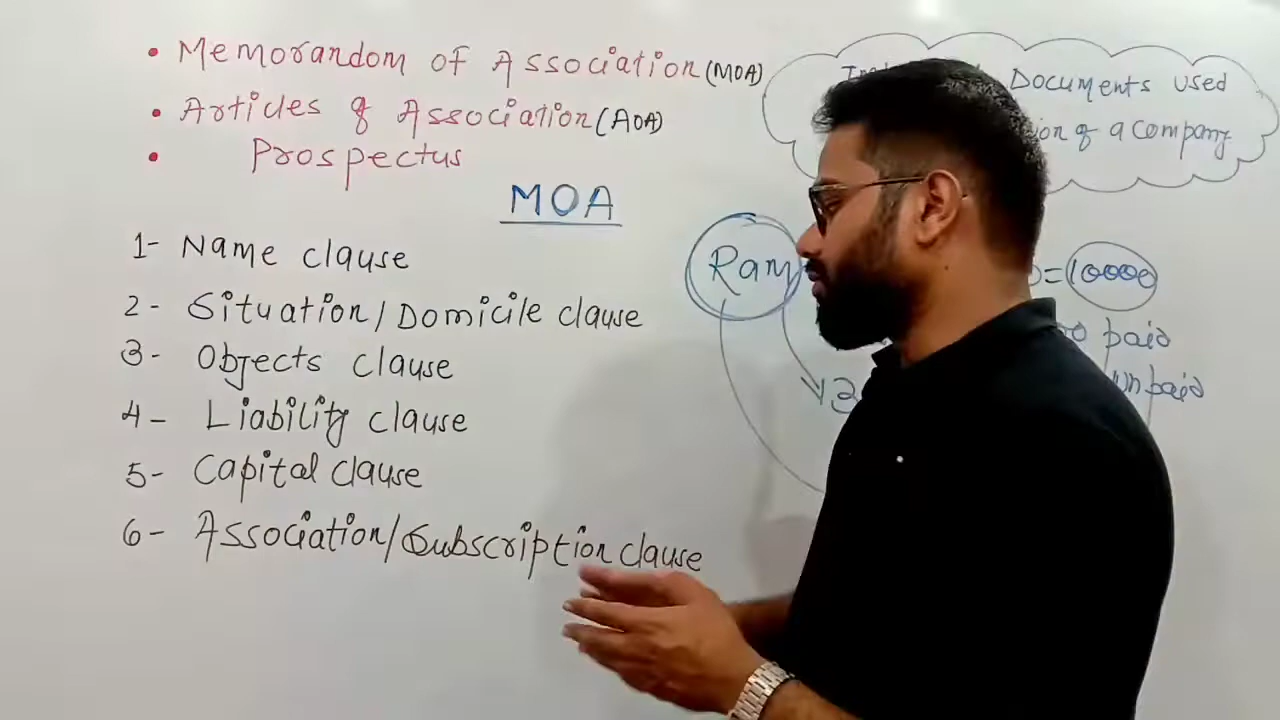 • Memorandom of Association (MOA)
• Articles of Association (AOA)
• Prospectus
Documents used
of a company
MOA
1- Name clause
2- Situation/Domicile clause
3- Objects clause
4- Liability clause
5- Capital clause
6- Association/Subscription clause
Ram
=10000
paid
unpaid